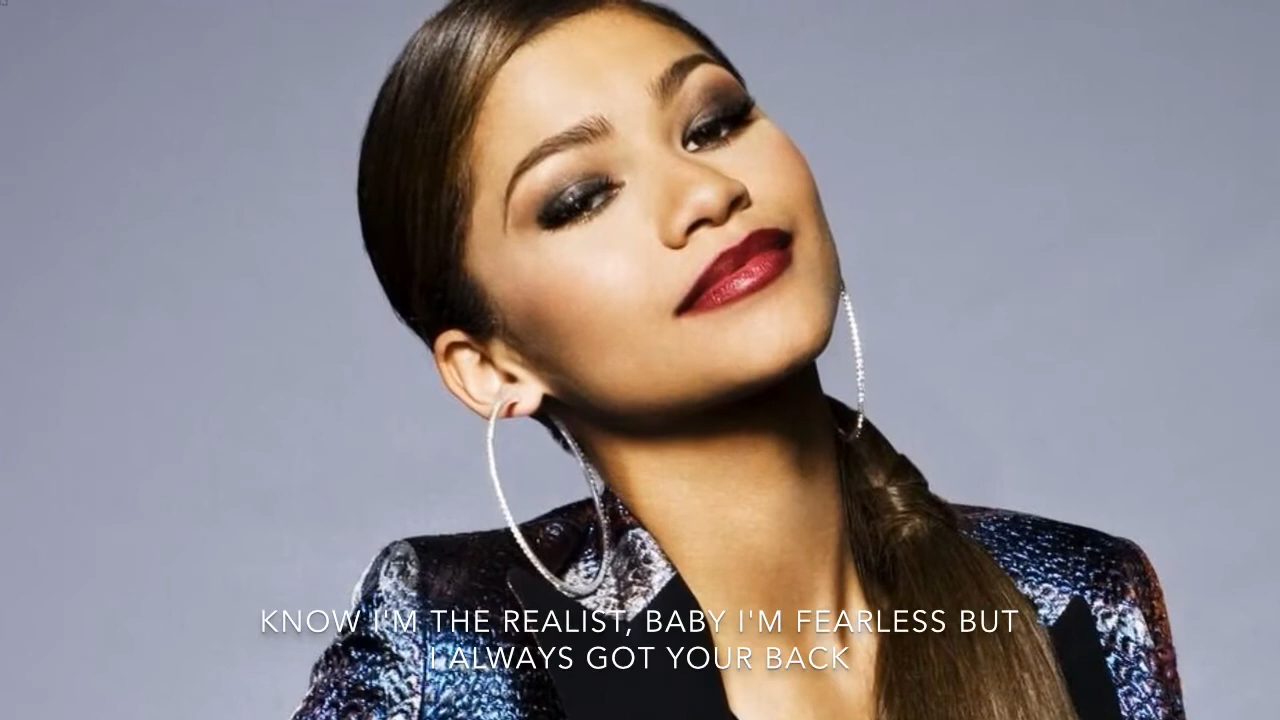 KNOW I'M THE REALIST, BABY I'M FEARLESS BUT
I ALWAYS GOT YOUR BACK